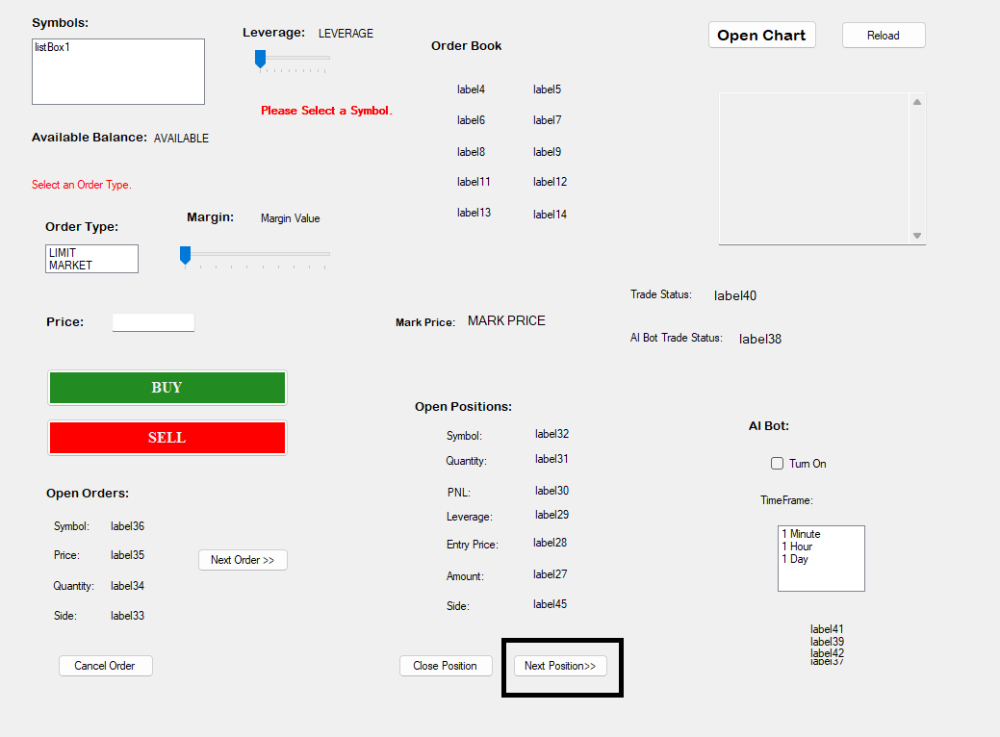 Symbols:
listBox1
Leverage: LEVERAGE
Please Select a Symbol.
Available Balance: AVAILABLE
Select an Order Type.
Order Type:
LIMIT
MARKET
Margin: Margin Value
Price:
BUY
SELL
Order Book
label4 label5
label6 label7
label8 label9
label11 label12
label13 label14
Mark Price: MARK PRICE
Open Chart
Reload
Trade Status: label40
AI Bot Trade Status: label38
Open Orders:
Symbol: label36
Price: label35
Quantity: label34
Side: label33
Next Order >>
Cancel Order
Open Positions:
Symbol: label32
Quantity: label31
PNL: label30
Leverage: label29
Entry Price: label28
Amount: label27
Side: label45
Close Position
Next Position>>
AI Bot:
Turn On
TimeFrame:
1 Minute
1 Hour
1 Day
label41
label39
label42
label37